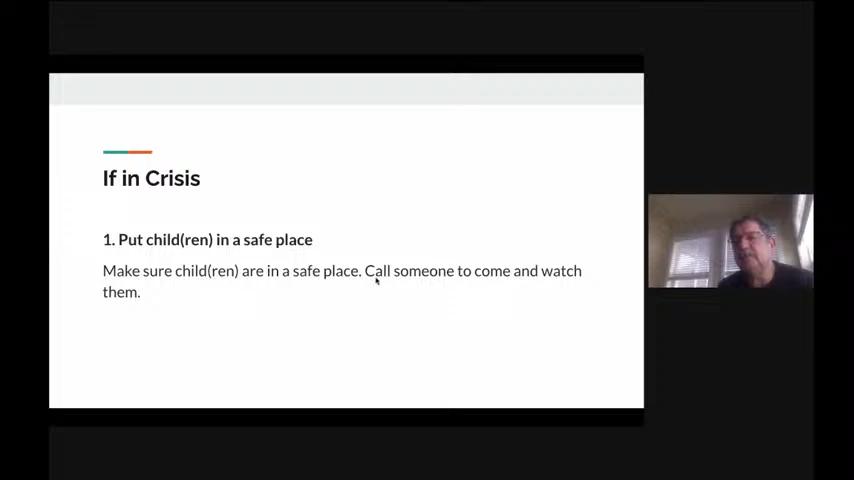 If in Crisis
1. Put child(ren) in a safe place
Make sure child(ren) are in a safe place. Call someone to come and watch
them.